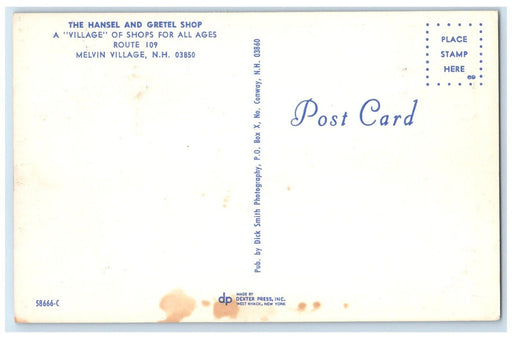 THE HANSEL AND GRETEL SHOP
A "VILLAGE" OF SHOPS FOR ALL AGES
ROUTE 109
MELVIN VILLAGE, N.H. 03850
PLACE
STAMP
HERE
Post Card
Pub. by Dick Smith Photography, P.O. Box X, No. Conway, N.H. 03860
58666-C
dp
MADE BY
DEXTER PRESS, INC.
WEST NYACK, NEW YORK